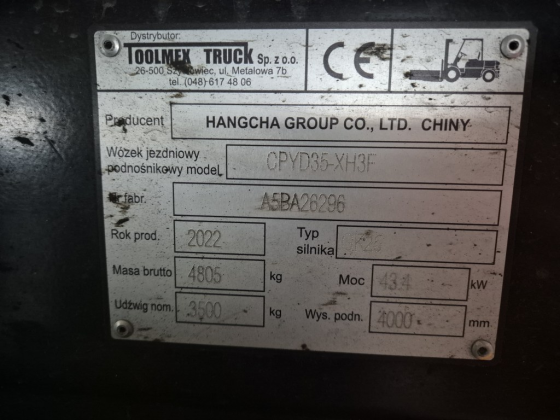 Dystrybutor:
TOOLMEX TRUCK Sp. z o.o.
26-500 Szydłowiec, ul. Metalowa 7b
tel. (048) 617 48 06
CE
Producent HANGCHA GROUP CO., LTD. CHINY
Wózek jezdniowy
podnośnikowy model CPYD35-XH3F
Nr fabr. A5BA26296
Rok prod. 2022 Typ silnika
Masa brutto 4805 kg Moc 43.4 kW
Udźwig nom. 3500 kg Wys. podn. 4000 mm